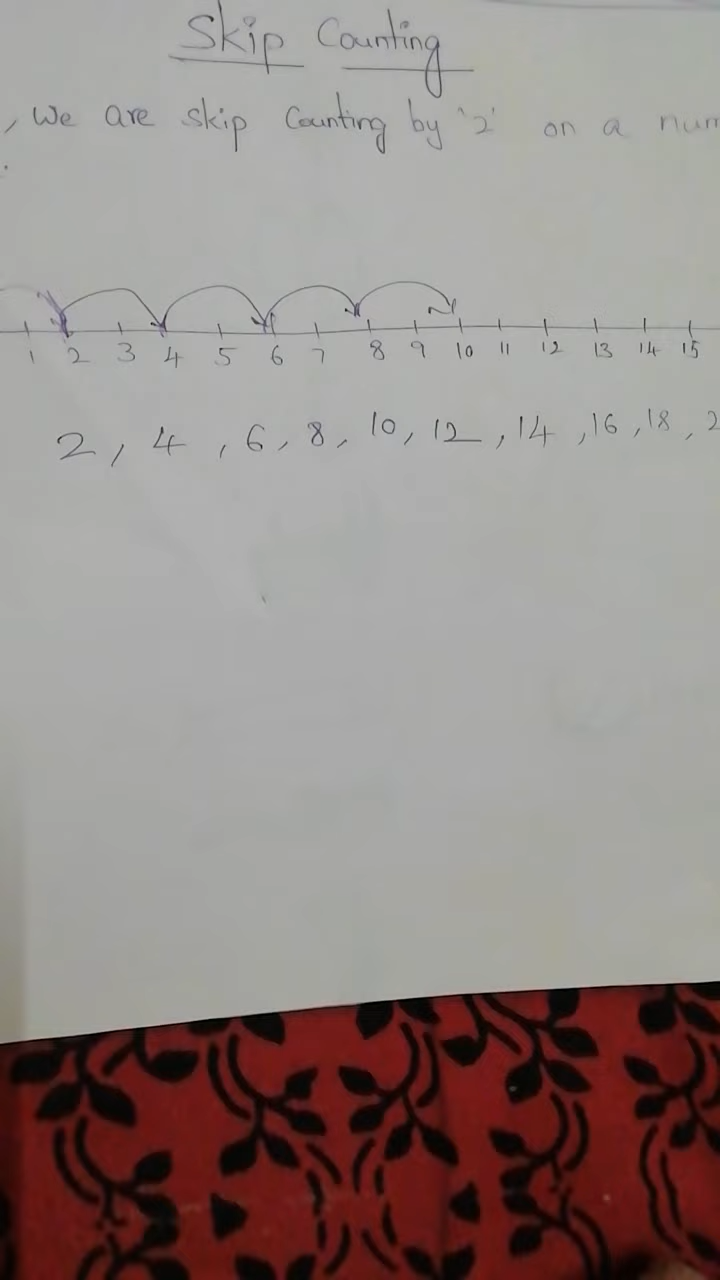 Skip Counting
, We are skip Counting by '2' on a
1 2 3 4 5 6 7 8 9 10 11 12 13 14 15
2, 4, 6, 8, 10, 12, 14, 16, 18,